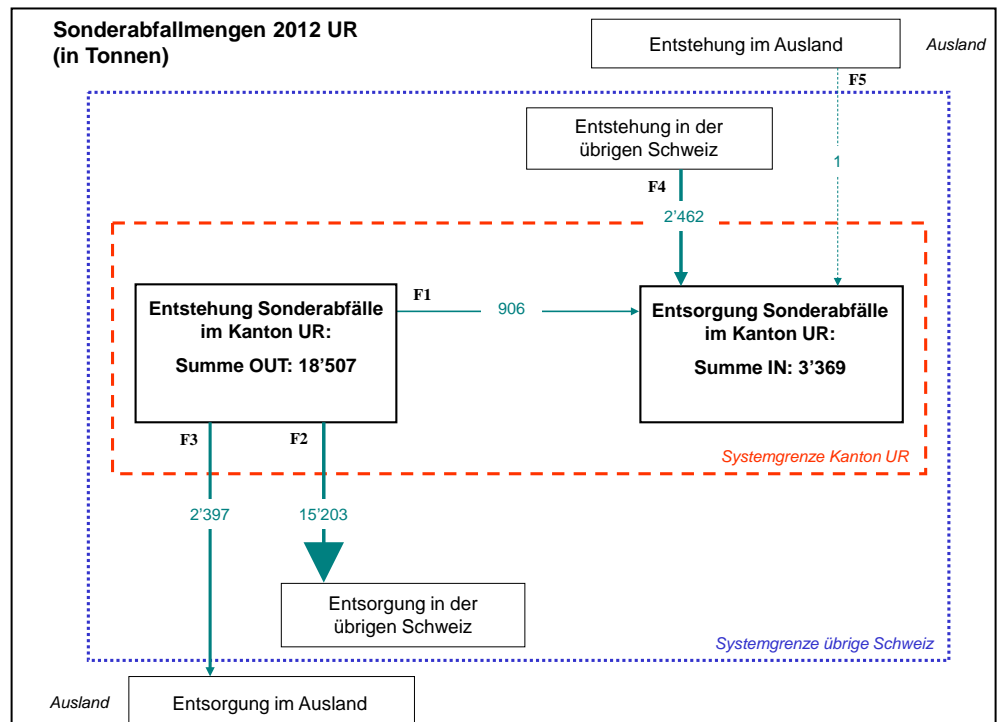 Sonderabfallmengen 2012 UR
(in Tonnen)
Entstehung im Ausland
Ausland
F5
Entstehung in der
übrigen Schweiz
1
F4
2'462
Entstehung Sonderabfälle
im Kanton UR:
Summe OUT: 18'507
F1
906
Entsorgung Sonderabfälle
im Kanton UR:
Summe IN: 3'369
F3
F2
Systemgrenze Kanton UR
2'397
15'203
Entsorgung in der
übrigen Schweiz
Systemgrenze übrige Schweiz
Ausland
Entsorgung im Ausland